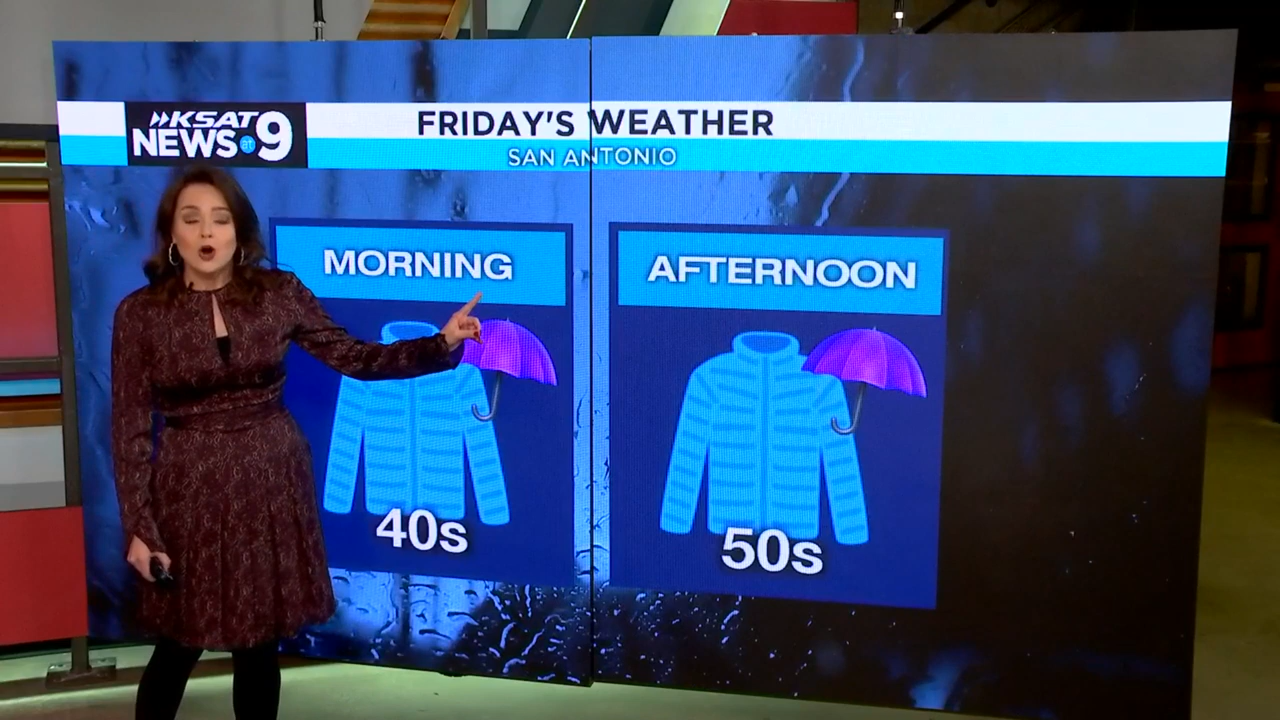 KSAT
NEWS at 9
FRIDAY'S WEATHER
SAN ANTONIO
MORNING
AFTERNOON
40s
50s